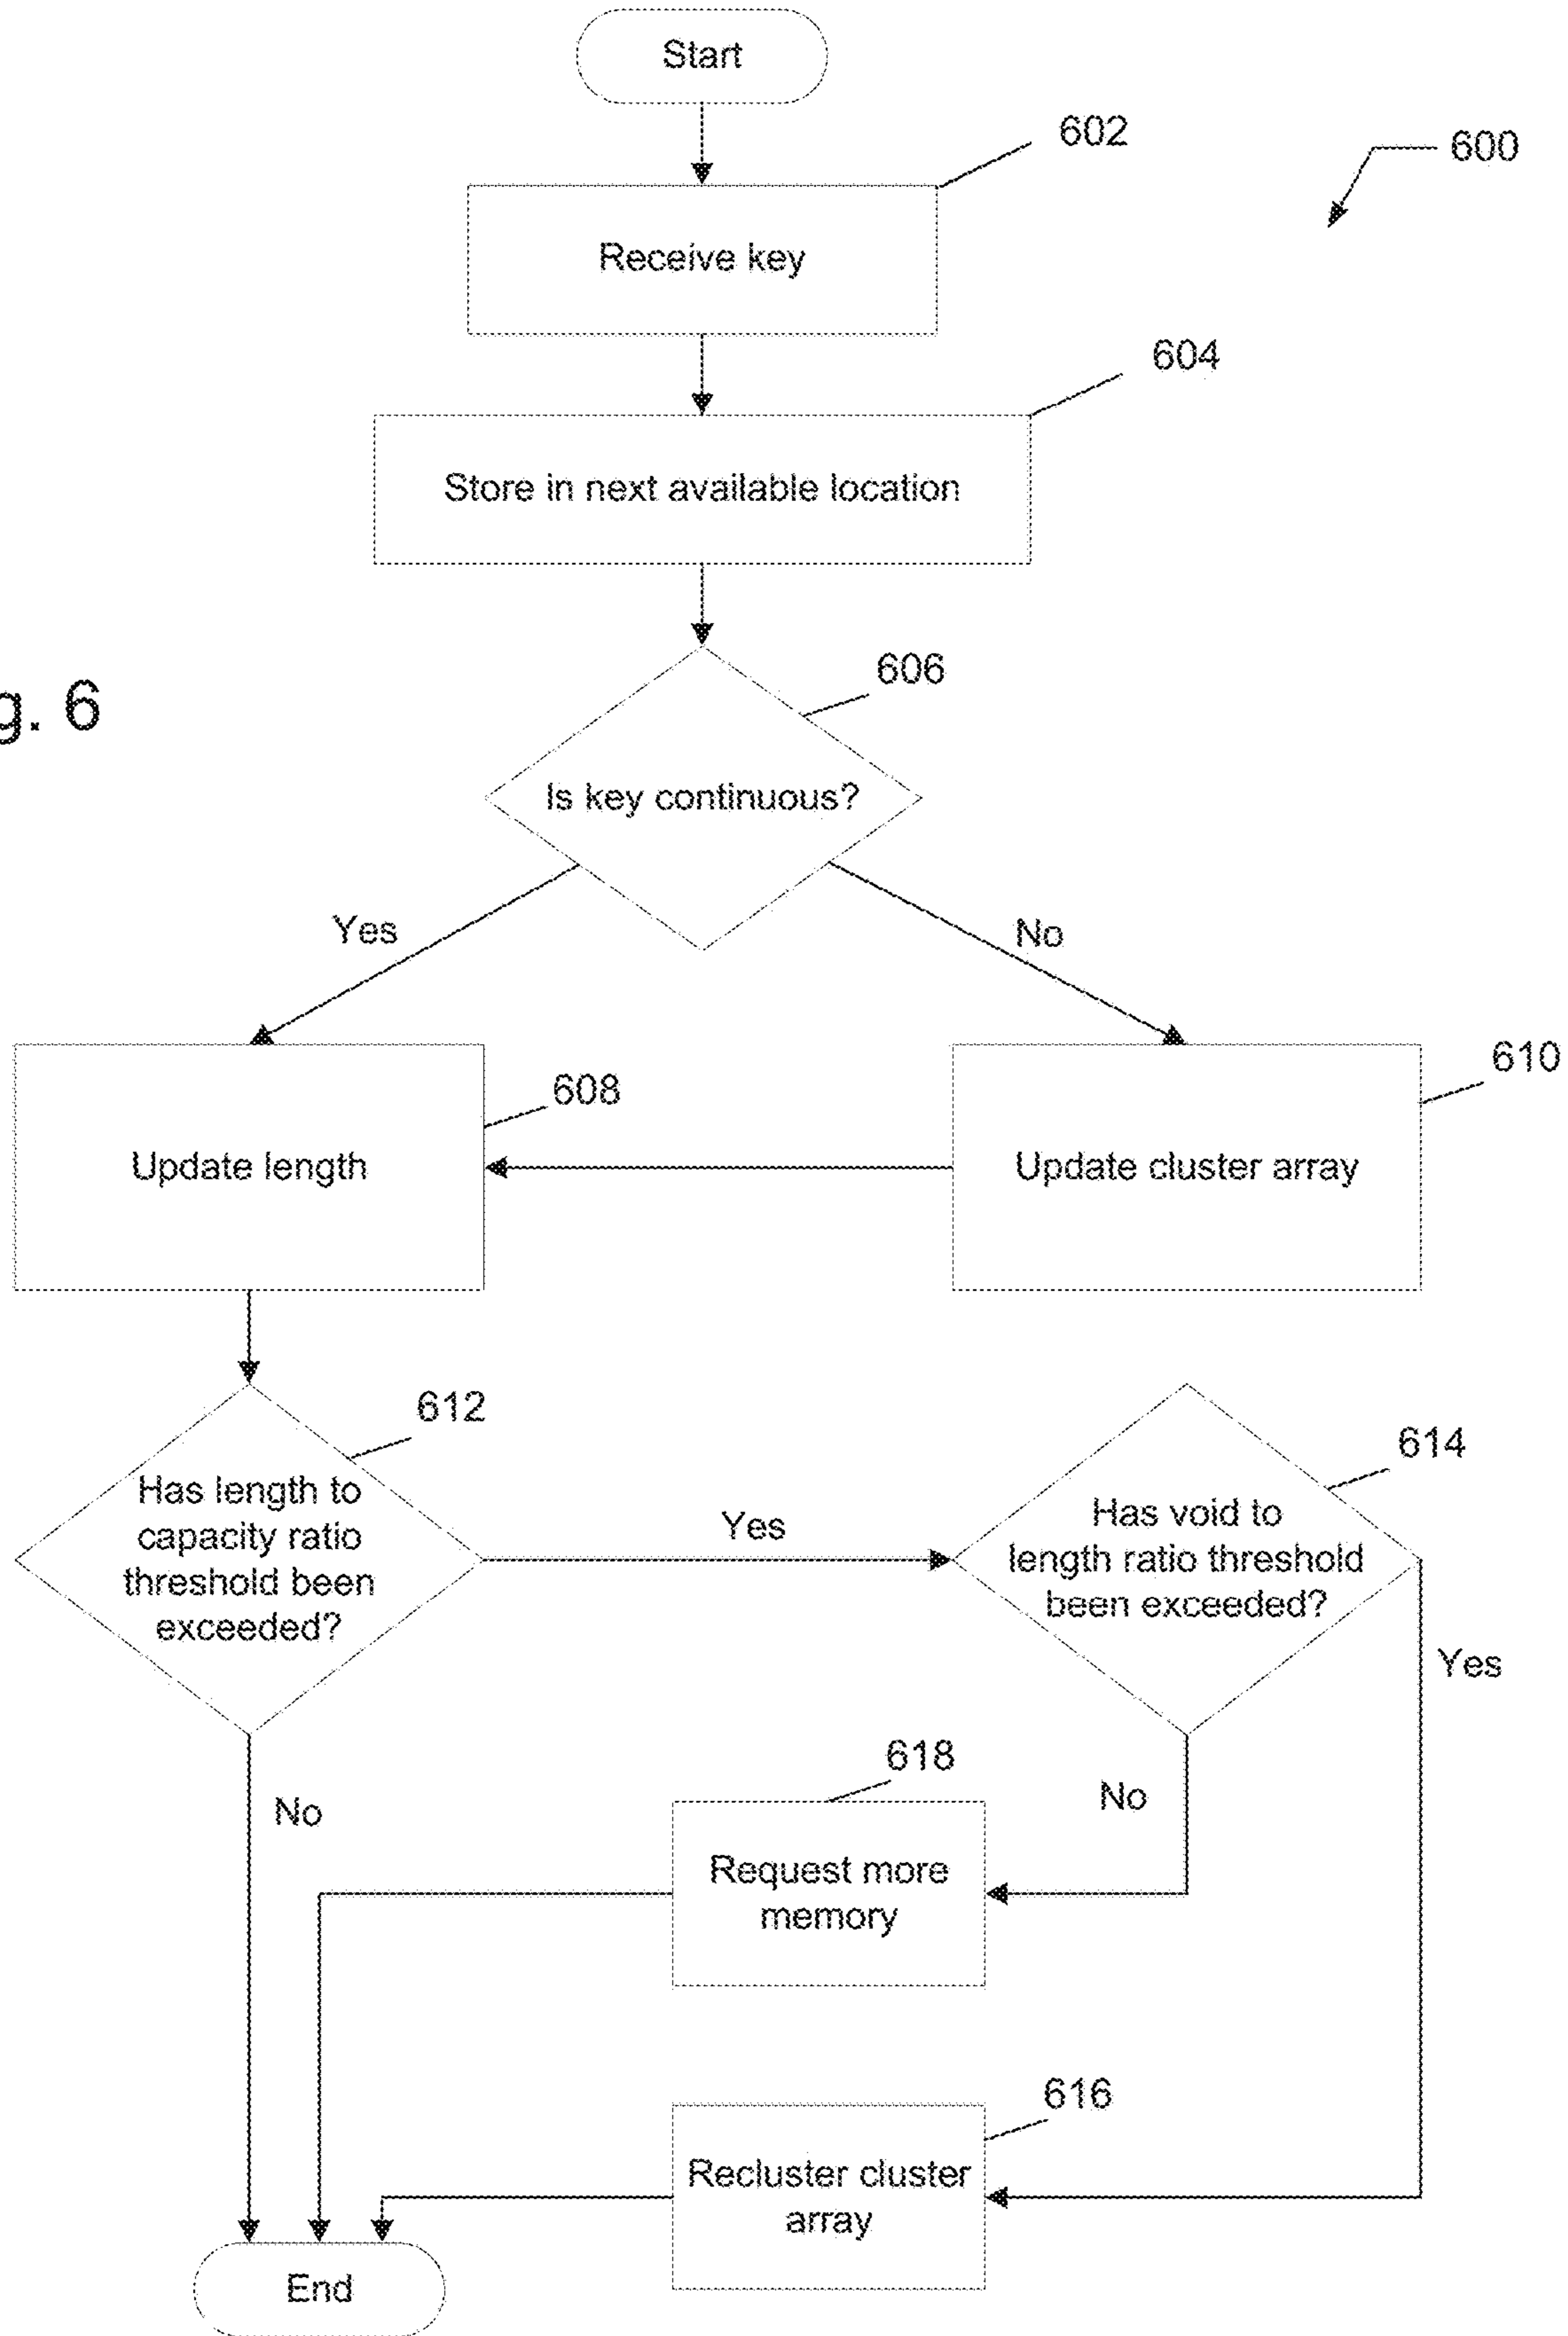 Start
602
600
Receive key
604
Store in next available location
606
g. 6
Is key continuous?
Yes
No
610
608
Update length
Update cluster array
612
614
Has length to
capacity ratio
threshold been
exceeded?
Yes
Has void to
length ratio threshold
been exceeded?
Yes
618
No
No
Request more
memory
616
Recluster cluster
array
End